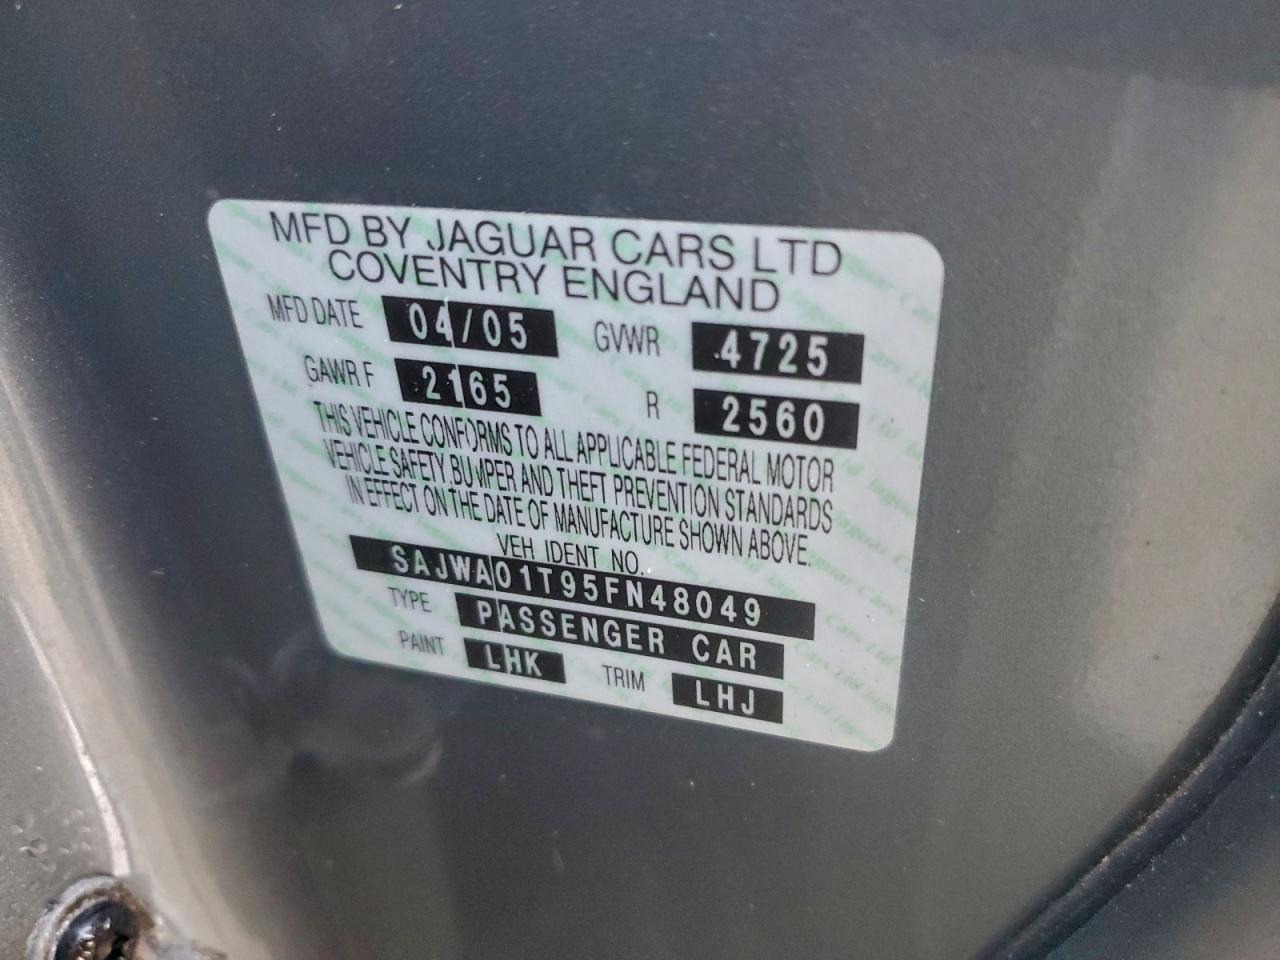 MFD BY JAGUAR CARS LTD
COVENTRY ENGLAND
MFD DATE 04/05 GVWR 4725
GAWR F 2165 R 2560
THIS VEHICLE CONFORMS TO ALL APPLICABLE FEDERAL MOTOR
VEHICLE SAFETY, BUMPER AND THEFT PREVENTION STANDARDS
IN EFFECT ON THE DATE OF MANUFACTURE SHOWN ABOVE.
VEH IDENT NO.
SAJWA01T95FN48049
TYPE PASSENGER CAR
PAINT LHK TRIM LHJ